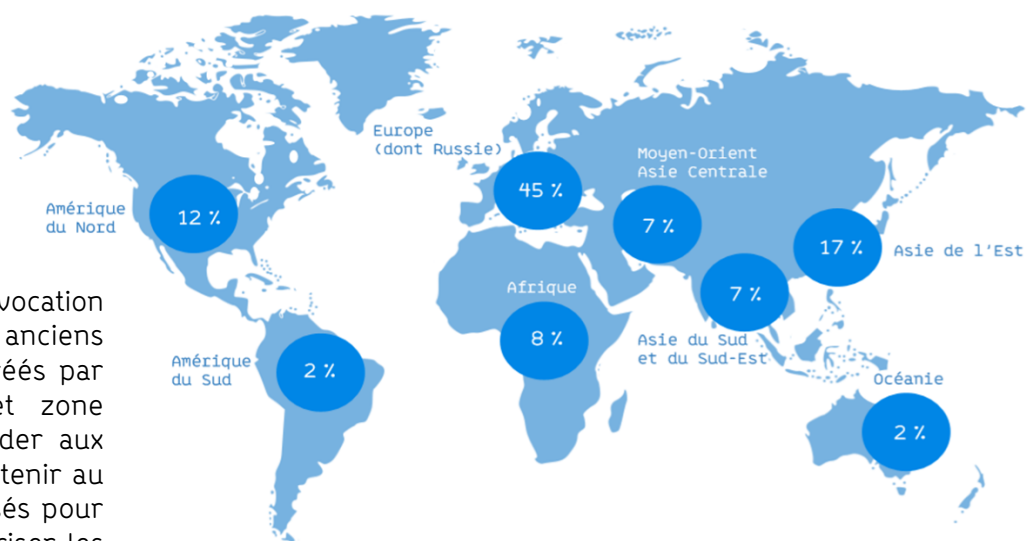 Europe
(dont Russie)
45 %
Moyen-Orient
Asie Centrale
7 %
Amérique
du Nord
12 %
17 %
Asie de l'Est
7 %
Asie du Sud
et du Sud-Est
Afrique
8 %
Amérique
du Sud
2 %
Océanie
2 %
vocation
anciens
éés par
et zone
der aux
tenir au
sés pour